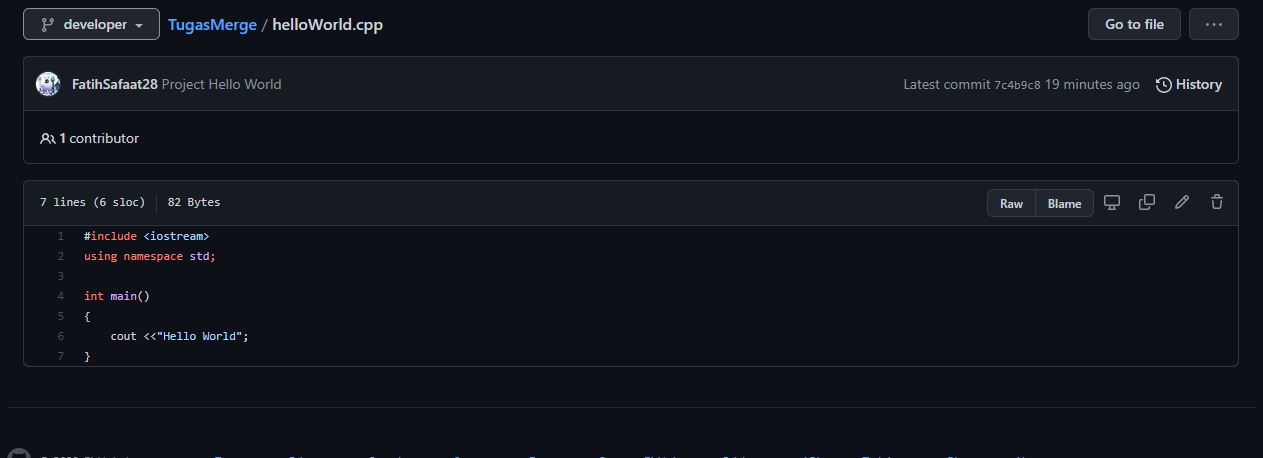 developer TugasMerge / helloWorld.cpp Go to file ...
FatihSafaat28 Project Hello World Latest commit 7c4b9c8 19 minutes ago History
1 contributor
7 lines (6 sloc) 82 Bytes Raw Blame
1 #include <iostream>
2 using namespace std;
3
4 int main()
5 {
6 cout <<"Hello World";
7 }